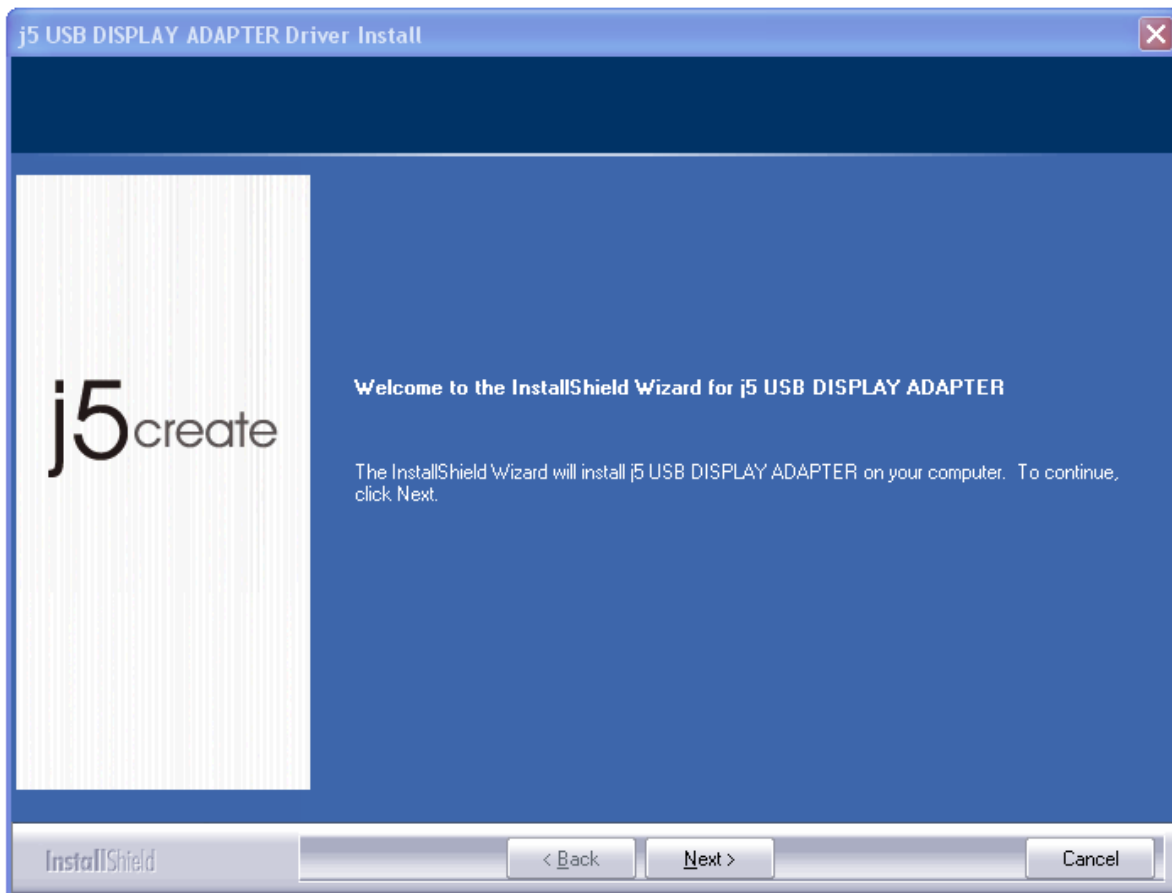 j5 USB DISPLAY ADAPTER Driver Install
j5create
Welcome to the InstallShield Wizard for j5 USB DISPLAY ADAPTER
The InstallShield Wizard will install j5 USB DISPLAY ADAPTER on your computer. To continue,
click Next.
InstallShield
< Back
Next >
Cancel